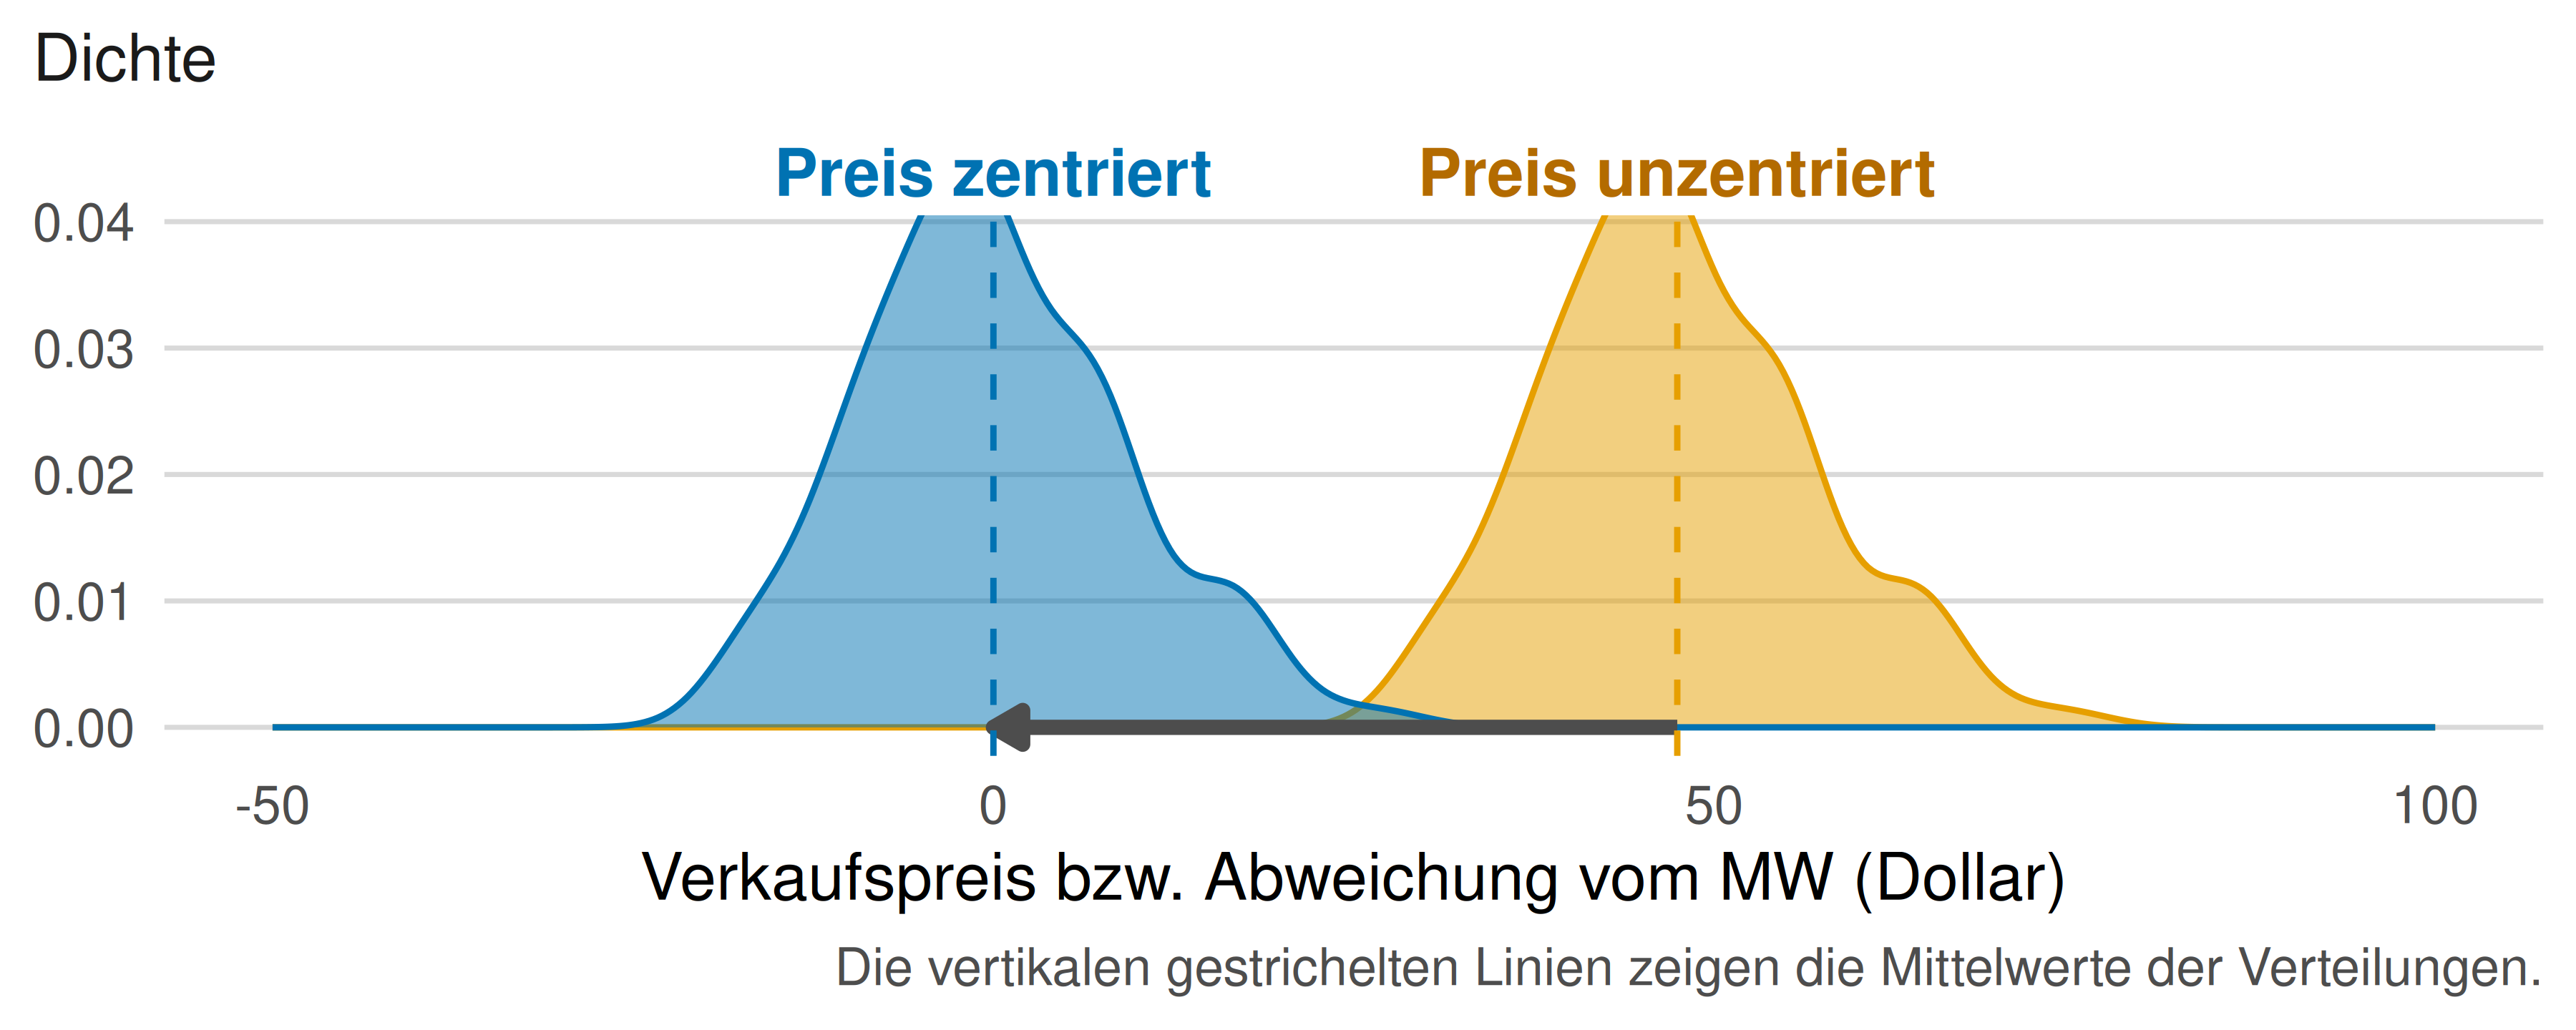 Dichte
Preis zentriert Preis unzentriert
0.04
0.03
0.02
0.01
0.00
-50 0 50 100
Verkaufspreis bzw. Abweichung vom MW (Dollar)
Die vertikalen gestrichelten Linien zeigen die Mittelwerte der Verteilungen.